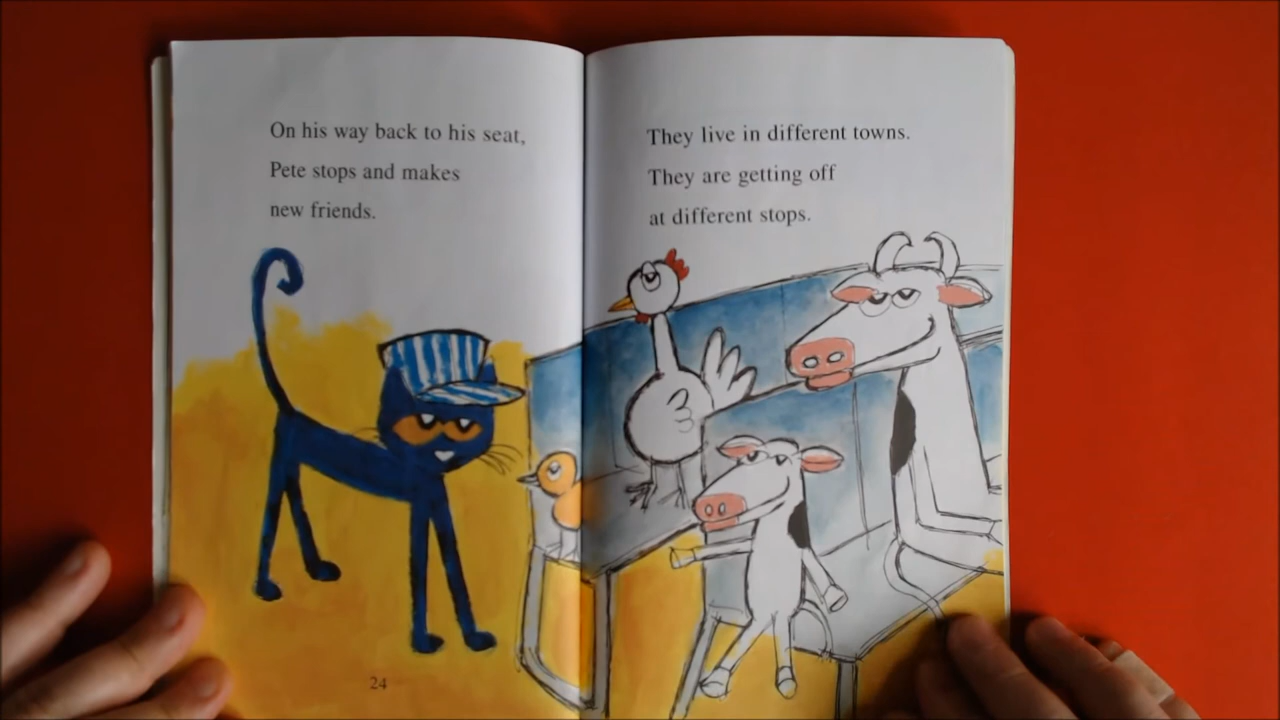 On his way back to his seat,
Pete stops and makes
new friends.
24
They live in different towns.
They are getting off
at different stops.